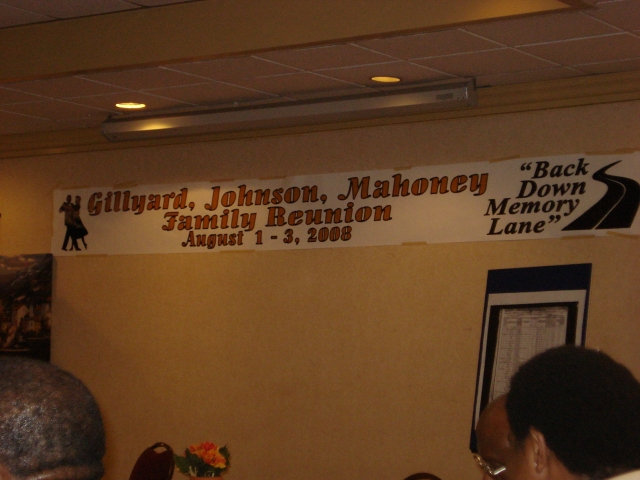 Gillyard, Johnson, Mahoney
Family Reunion
August 1 - 3, 2008
"Back
Down
Memory
Lane"